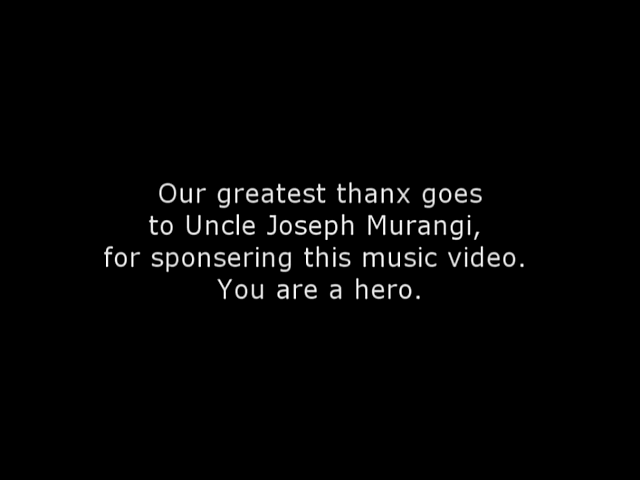 Our greatest thanx goes
to Uncle Joseph Murangi,
for sponsering this music video.
You are a hero.